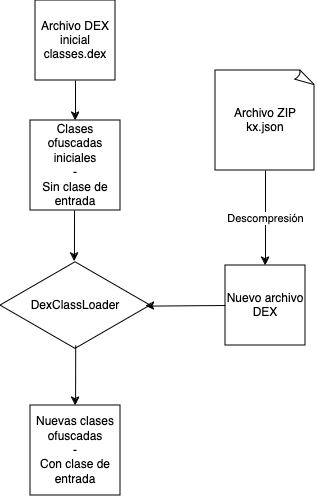 Archivo DEX
inicial
classes.dex
Archivo ZIP
kx.json
Clases
ofuscadas
iniciales
-
Sin clase de
entrada
Descompresión
DexClassLoader
Nuevo archivo
DEX
Nuevas clases
ofuscadas
-
Con clase de
entrada